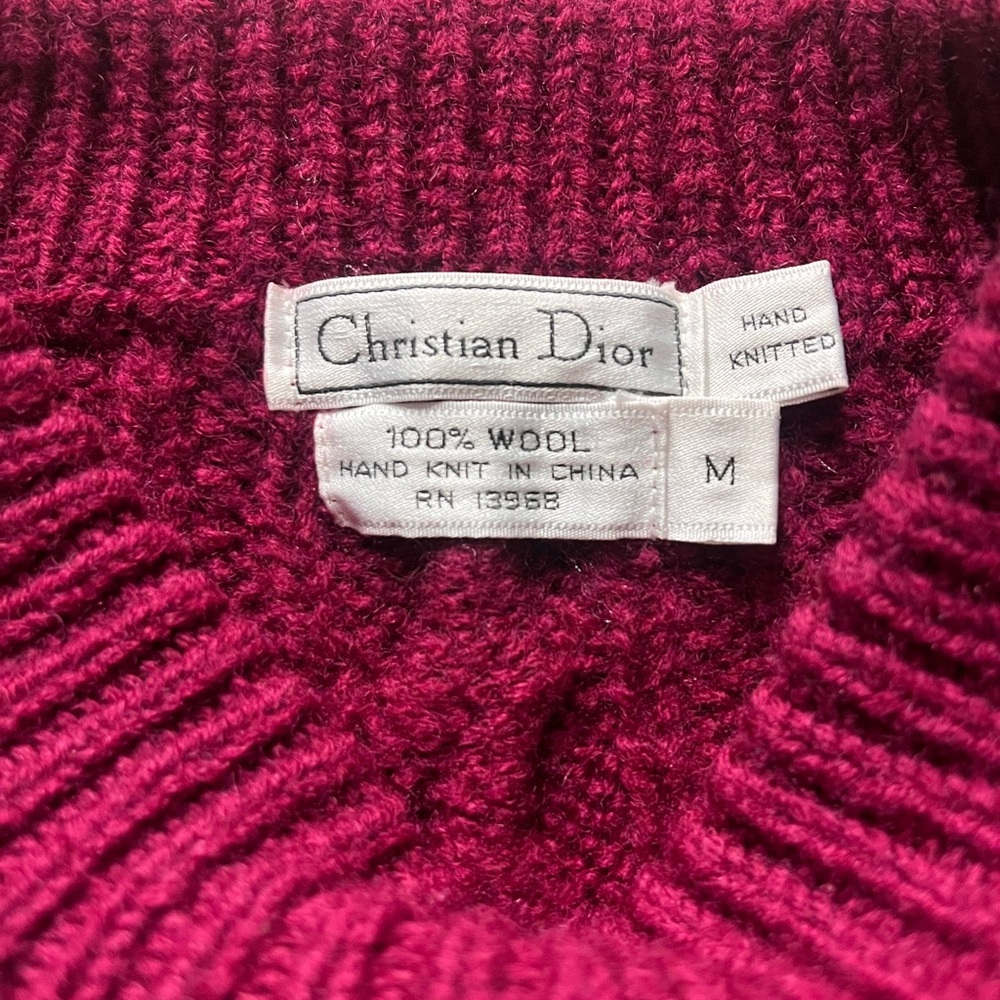 Christian Dior
HAND
KNITTED
100% WOOL
HAND KNIT IN CHINA
RN 13968
M